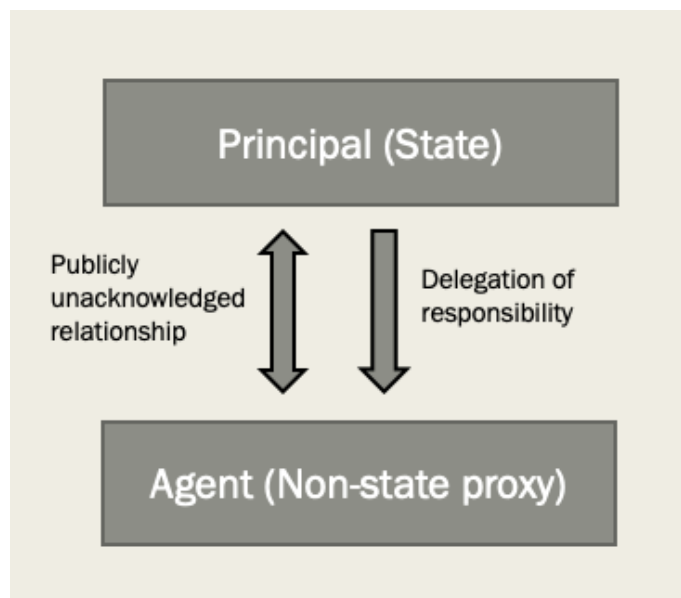 Principal (State)
Publicly
unacknowledged
relationship
Delegation of
responsibility
Agent (Non-state proxy)